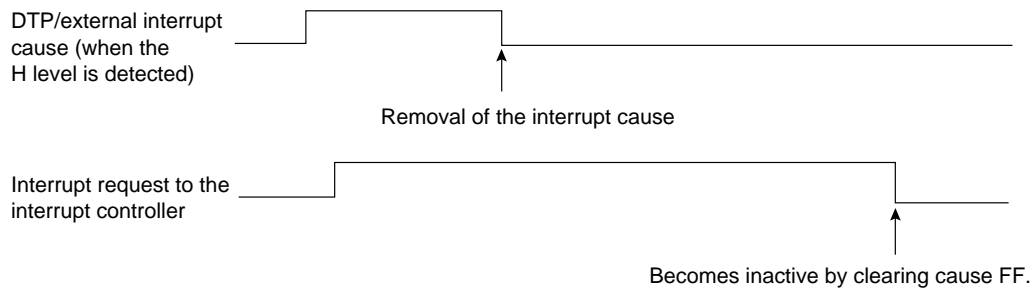 DTP/external interrupt
cause (when the
H level is detected)
Removal of the interrupt cause
Interrupt request to the
interrupt controller
Becomes inactive by clearing cause FF.